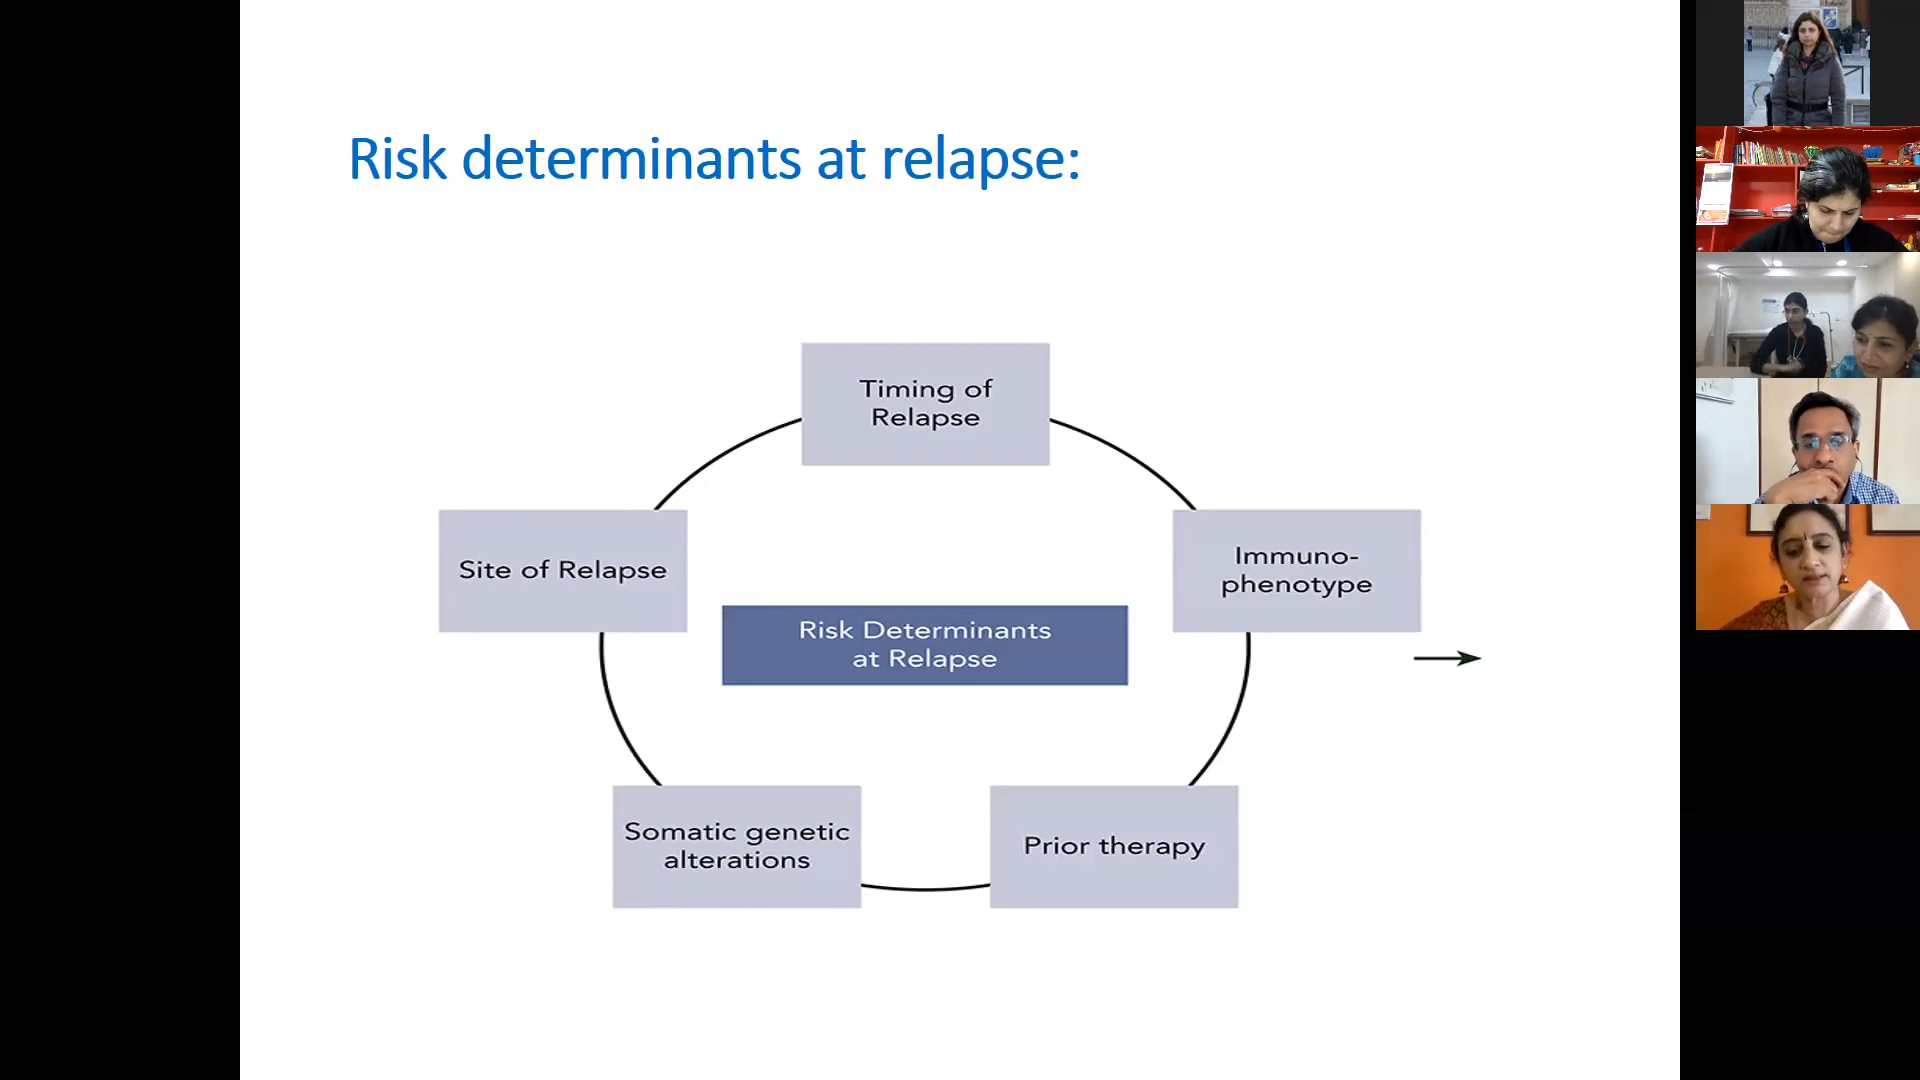 Risk determinants at relapse:
Timing of
Relapse
Site of Relapse
Immuno-
phenotype
Risk Determinants
at Relapse
Somatic genetic
alterations
Prior therapy